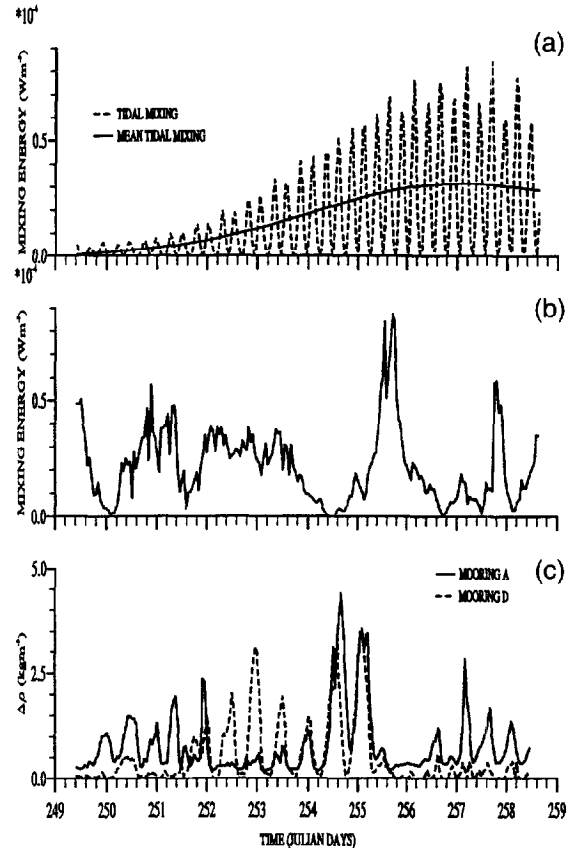 *10⁴
(a)
MIXING ENERGY (Wm⁻²)
0.5
0.0
TIDAL MIXING
MEAN TIDAL MIXING
*10⁴
(b)
MIXING ENERGY (Wm⁻²)
0.5
0.0
(c)
Δρ (kgm⁻³)
5.0
2.5
0.0
MOORING A
MOORING D
249 250 251 252 253 254 255 256 257 258 259
TIME (JULIAN DAYS)